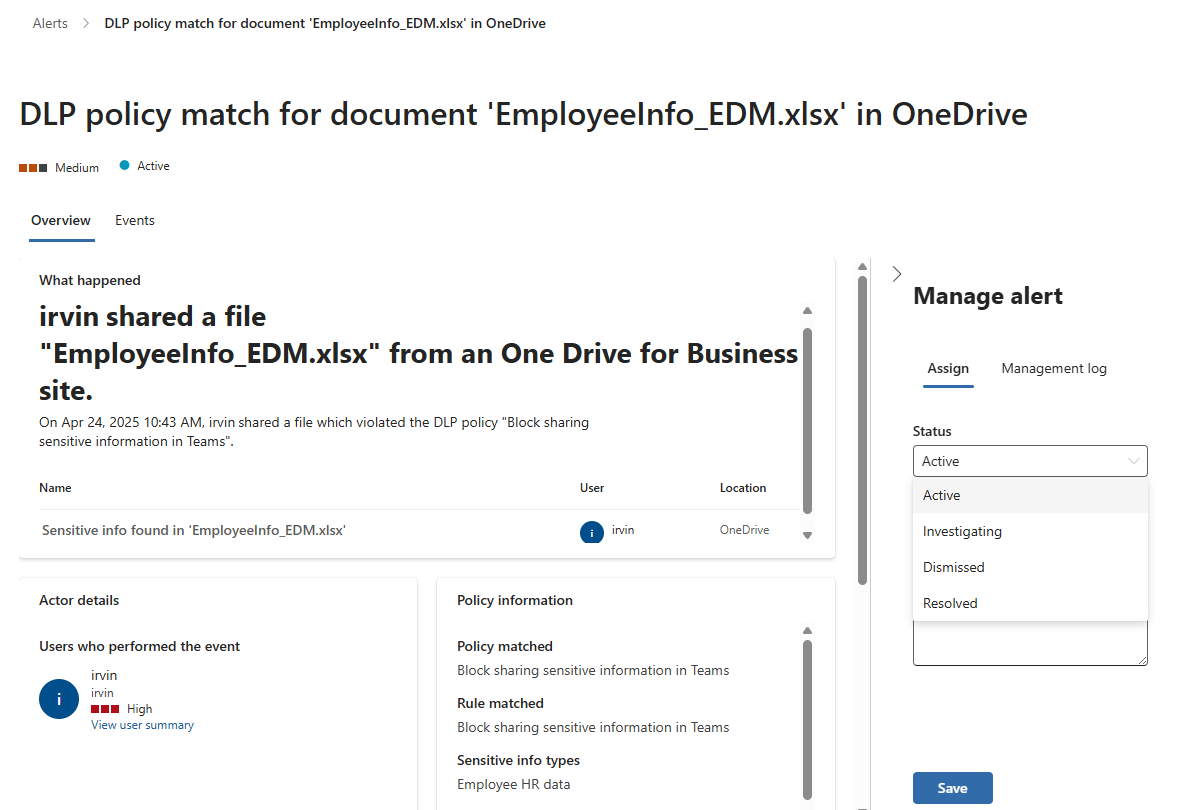 Alerts > DLP policy match for document 'EmployeeInfo_EDM.xlsx' in OneDrive
DLP policy match for document 'EmployeeInfo_EDM.xlsx' in OneDrive
Medium Active
Overview Events
What happened
irvin shared a file
"EmployeeInfo_EDM.xlsx" from an One Drive for Business
site.
On Apr 24, 2025 10:43 AM, irvin shared a file which violated the DLP policy "Block sharing
sensitive information in Teams".
Name User Location
Sensitive info found in 'EmployeeInfo_EDM.xlsx' i irvin OneDrive
Actor details
Users who performed the event
i
irvin
irvin
High
View user summary
Policy information
Policy matched
Block sharing sensitive information in Teams
Rule matched
Block sharing sensitive information in Teams
Sensitive info types
Employee HR data
Manage alert
Assign Management log
Status
Active
Active
Investigating
Dismissed
Resolved
Save